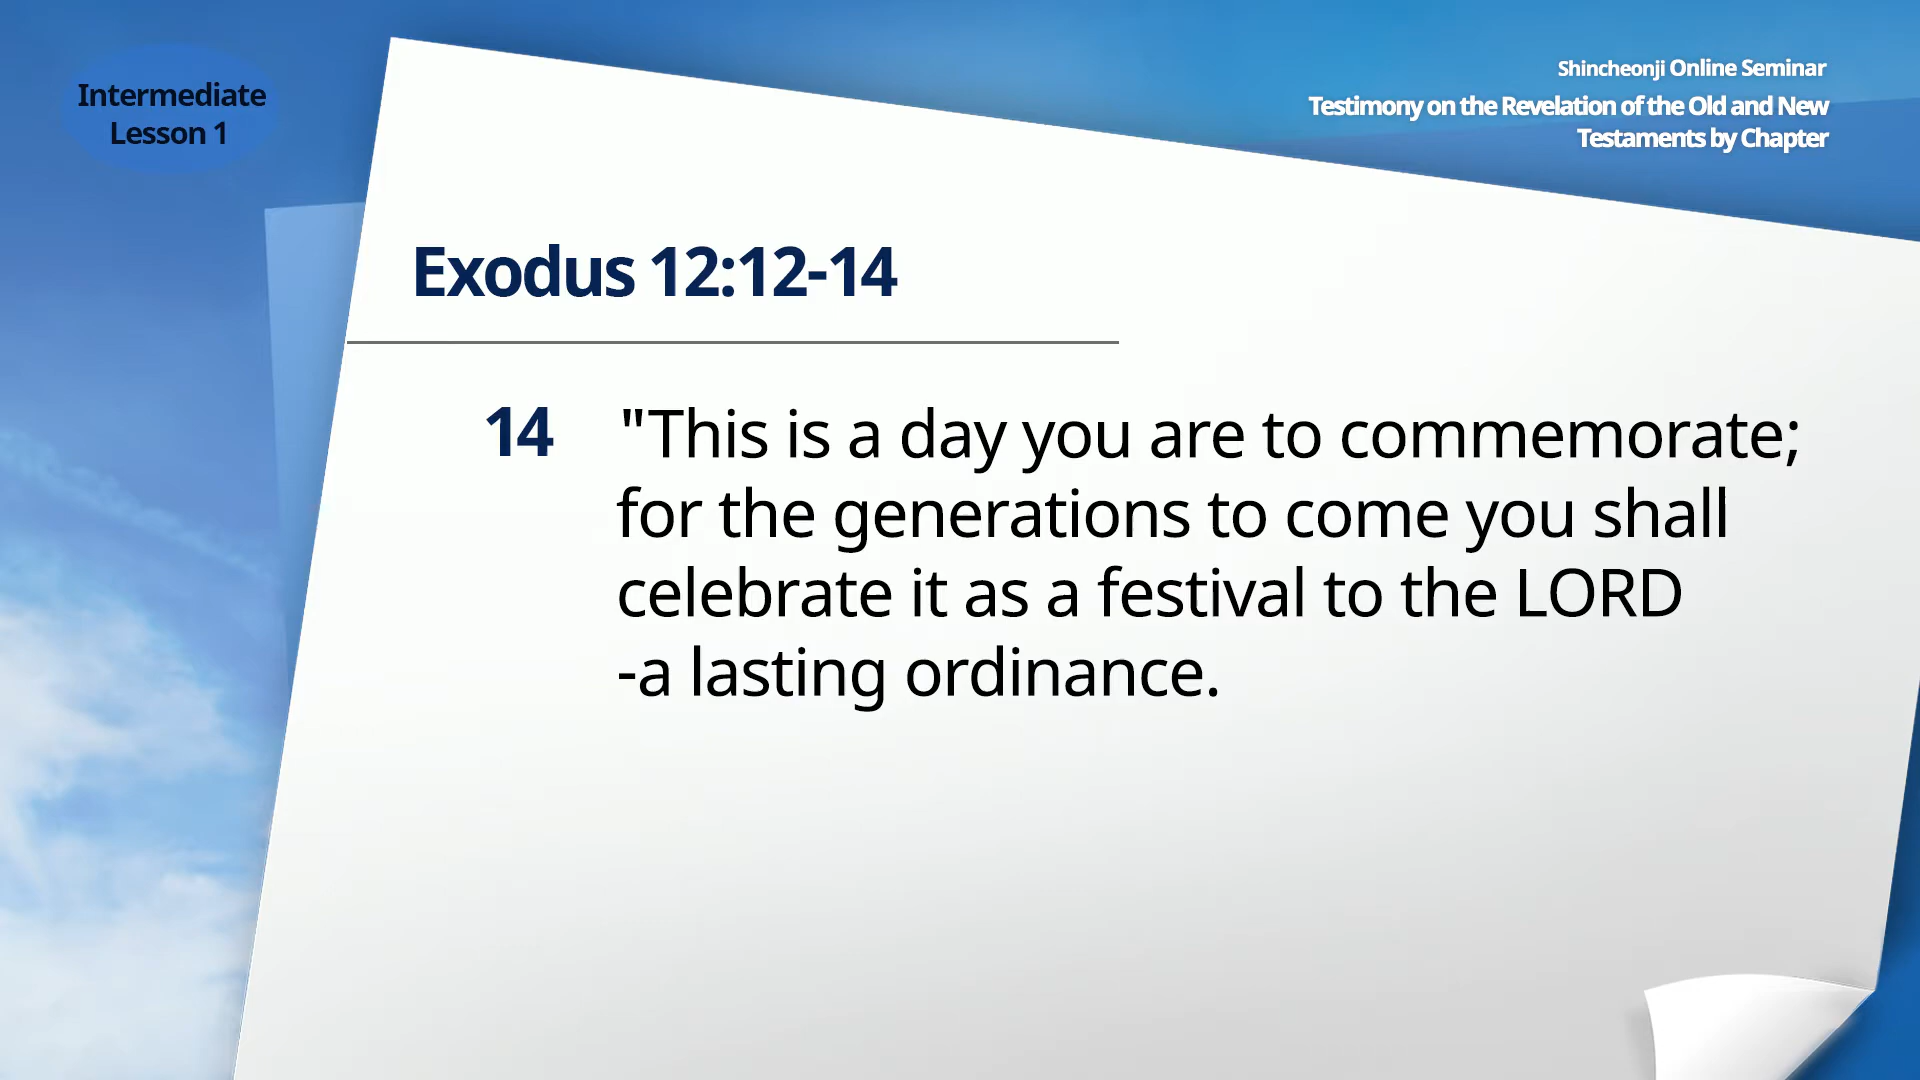 Intermediate
Lesson 1
Shincheonji Online Seminar
Testimony on the Revelation of the Old and New
Testaments by Chapter
Exodus 12:12-14
14 "This is a day you are to commemorate;
for the generations to come you shall
celebrate it as a festival to the LORD
-a lasting ordinance.